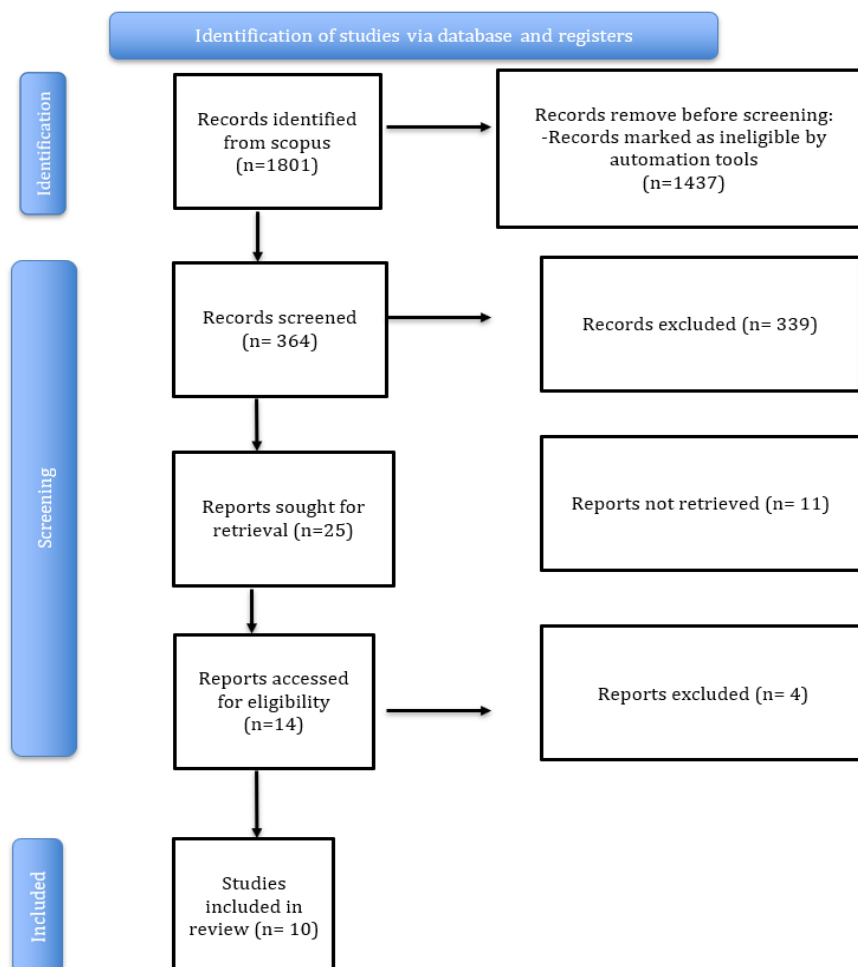 Identification of studies via database and registers
Identification
Records identified
from scopus
(n=1801)
Records remove before screening:
-Records marked as ineligible by
automation tools
(n=1437)
Screening
Records screened
(n= 364)
Records excluded (n= 339)
Reports sought for
retrieval (n=25)
Reports not retrieved (n= 11)
Reports accessed
for eligibility
(n=14)
Reports excluded (n= 4)
Included
Studies
included in
review (n= 10)